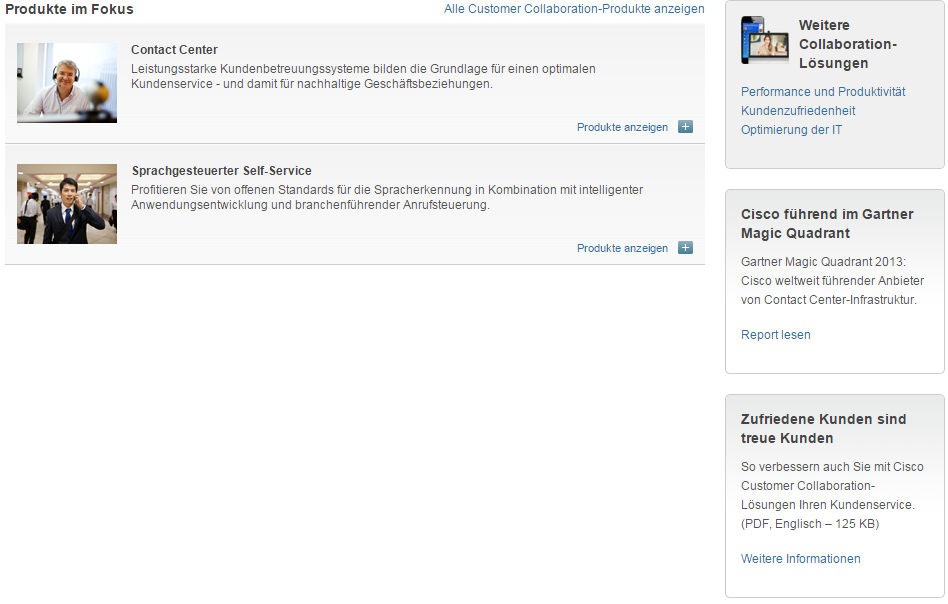 Produkte im Fokus
Alle Customer Collaboration-Produkte anzeigen
Contact Center
Leistungsstarke Kundenbetreuungssysteme bilden die Grundlage für einen optimalen
Kundenservice - und damit für nachhaltige Geschäftsbeziehungen.
Produkte anzeigen
Sprachgesteuerter Self-Service
Profitieren Sie von offenen Standards für die Spracherkennung in Kombination mit intelligenter
Anwendungsentwicklung und branchenführender Anrufsteuerung.
Produkte anzeigen
Weitere
Collaboration-
Lösungen
Performance und Produktivität
Kundenzufriedenheit
Optimierung der IT
Cisco führend im Gartner
Magic Quadrant
Gartner Magic Quadrant 2013:
Cisco weltweit führender Anbieter
von Contact Center-Infrastruktur.
Report lesen
Zufriedene Kunden sind
treue Kunden
So verbessern auch Sie mit Cisco
Customer Collaboration-
Lösungen Ihren Kundenservice.
(PDF, Englisch – 125 KB)
Weitere Informationen